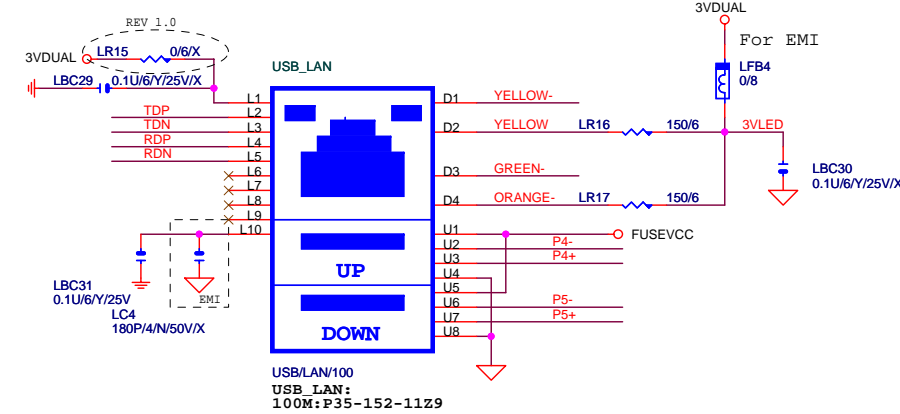 3VDUAL
REV 1.0
For EMI
3VDUAL LR15 0/6/X
USB_LAN
LFB4
0/8
LBC29 0.1U/6/Y/25V/X
L1 D1 YELLOW-
TDP L2
TDN L3 D2 YELLOW LR16 150/6 3VLED
RDP L4
RDN L5
L6 D3 GREEN-
LBC30
0.1U/6/Y/25V/X
L7
L8 D4 ORANGE- LR17 150/6
L9
L10 U1 FUSEVCC
U2 P4-
U3 P4+
UP U4
U5
EMI
U6 P5-
U7 P5+
DOWN U8
LBC31
0.1U/6/Y/25V
LC4
180P/4/N/50V/X
USB/LAN/100
USB_LAN:
100M:P35-152-11Z9